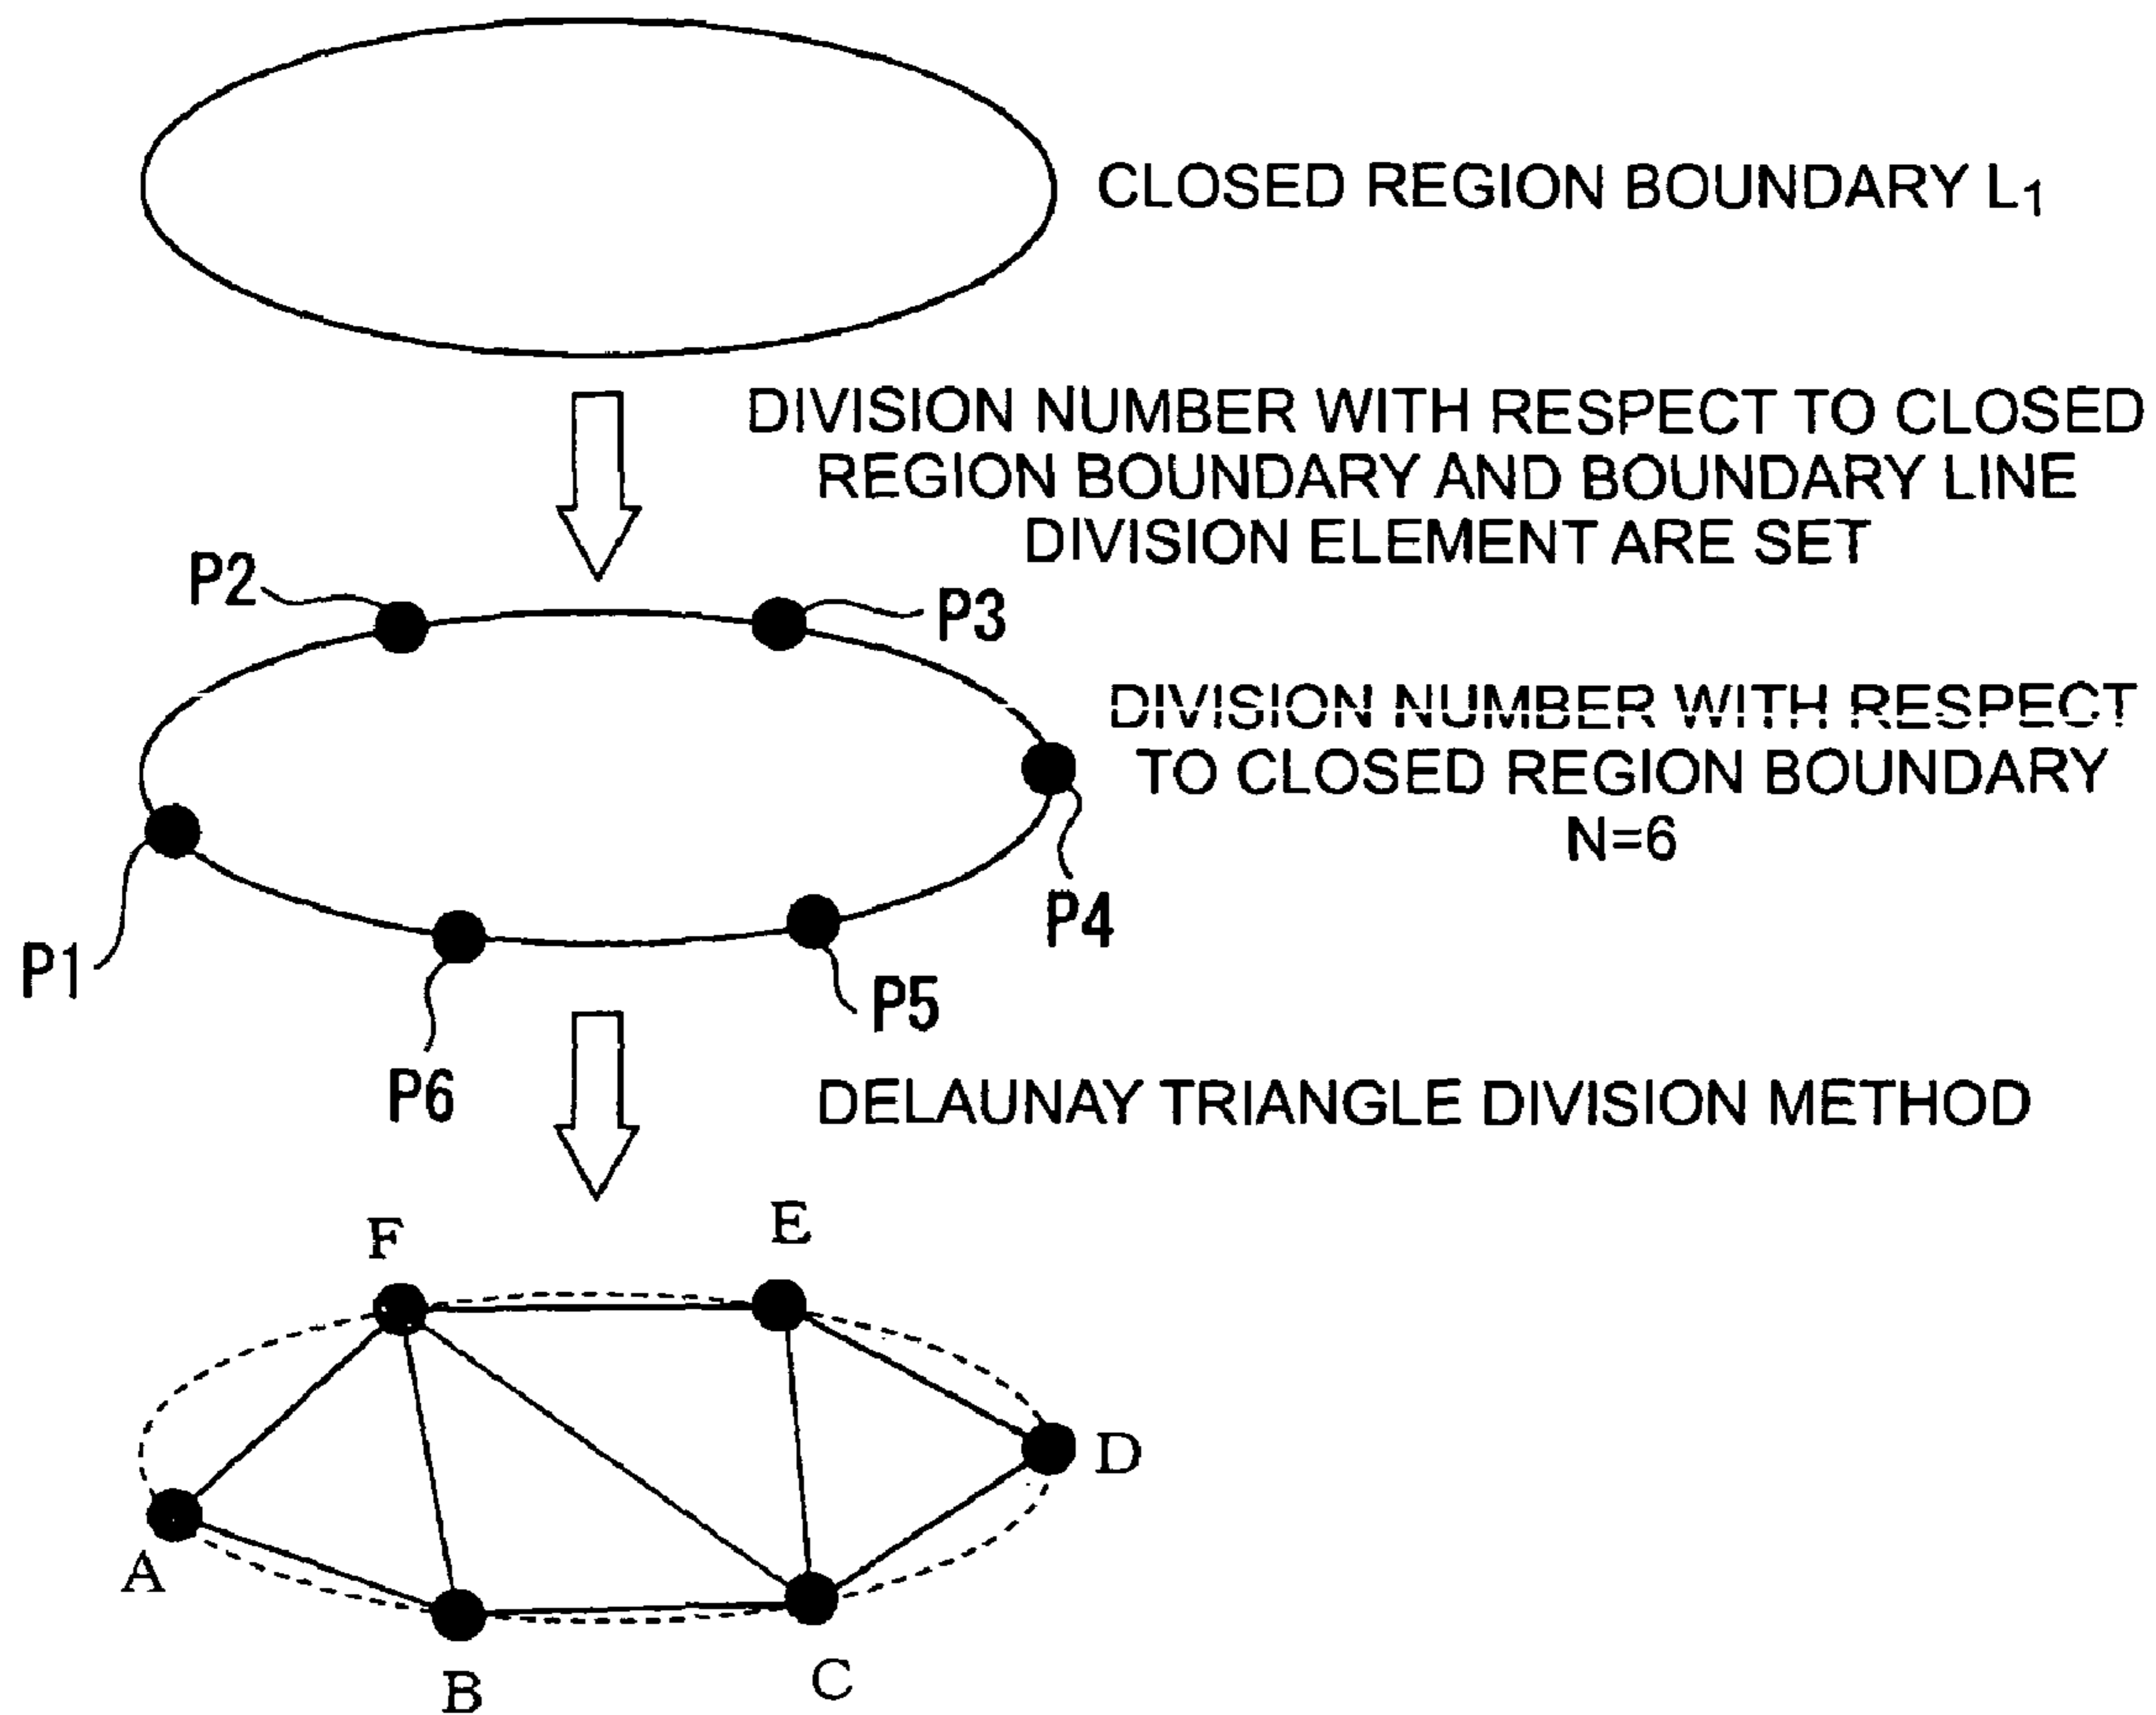 CLOSED REGION BOUNDARY L1
DIVISION NUMBER WITH RESPECT TO CLOSED
REGION BOUNDARY AND BOUNDARY LINE
DIVISION ELEMENT ARE SET
P2
P3
DIVISION NUMBER WITH RESPECT
TO CLOSED REGION BOUNDARY
N=6
P4
P1
P5
P6
DELAUNAY TRIANGLE DIVISION METHOD
F
E
D
A
B
C